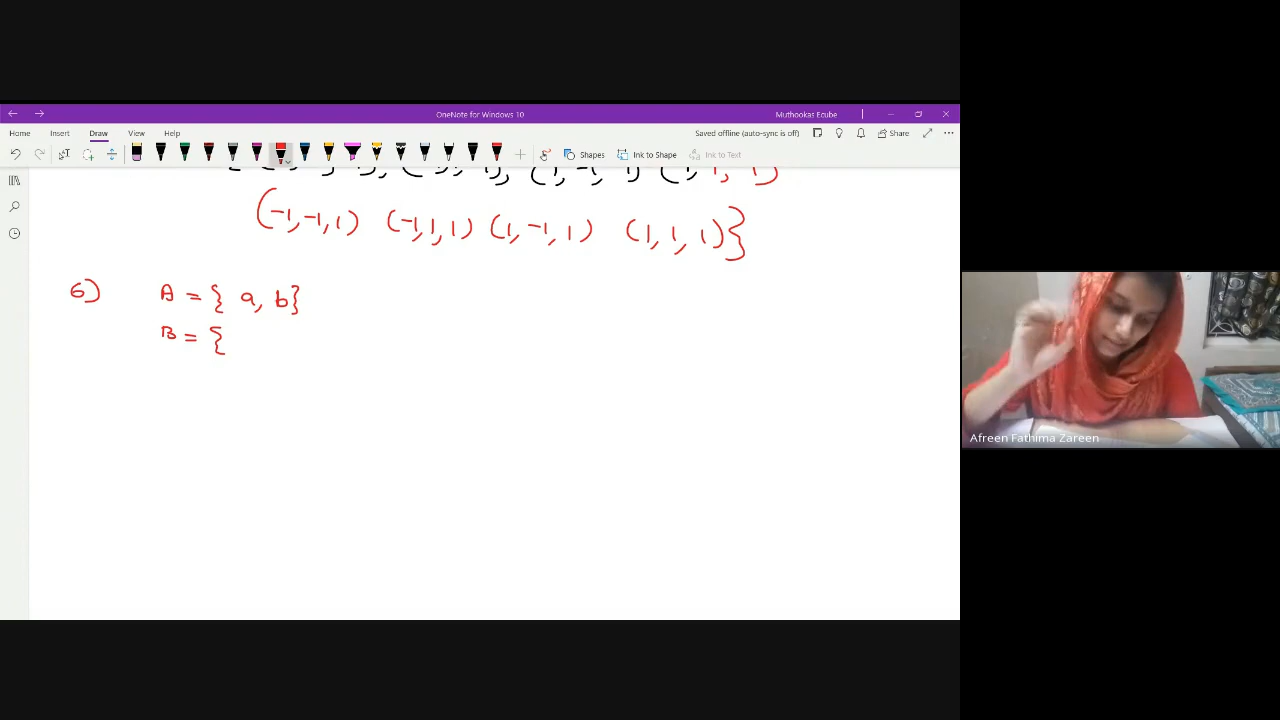 OneNote for Windows 10
Muthookas Ecube
Home Insert Draw View Help
Saved offline (auto-sync is off)
Share
Shapes
Ink to Shape
Ink to Text
(-1,-1,1) (-1,1,1) (1,-1,1) (1,1,1)}
6) A = { a, b}
B = {
Afreen Fathima Zareen